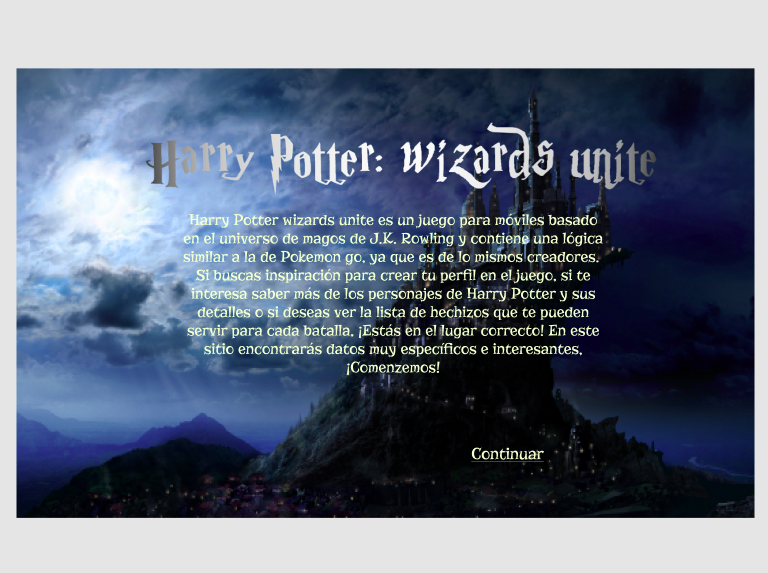 Harry Potter: Wizards unite
Harry Potter wizards unite es un juego para móviles basado
en el universo de magos de J.K. Rowling y contiene una lógica
similar a la de Pokemon go, ya que es de lo mismos creadores.
Si buscas inspiración para crear tu perfil en el juego, si te
interesa saber más de los personajes de Harry Potter y sus
detalles o si deseas ver la lista de hechizos que te pueden
servir para cada batalla, ¡Estás en el lugar correcto! En este
sitio encontrarás datos muy específicos e interesantes,
¡Comenzemos!
Continuar